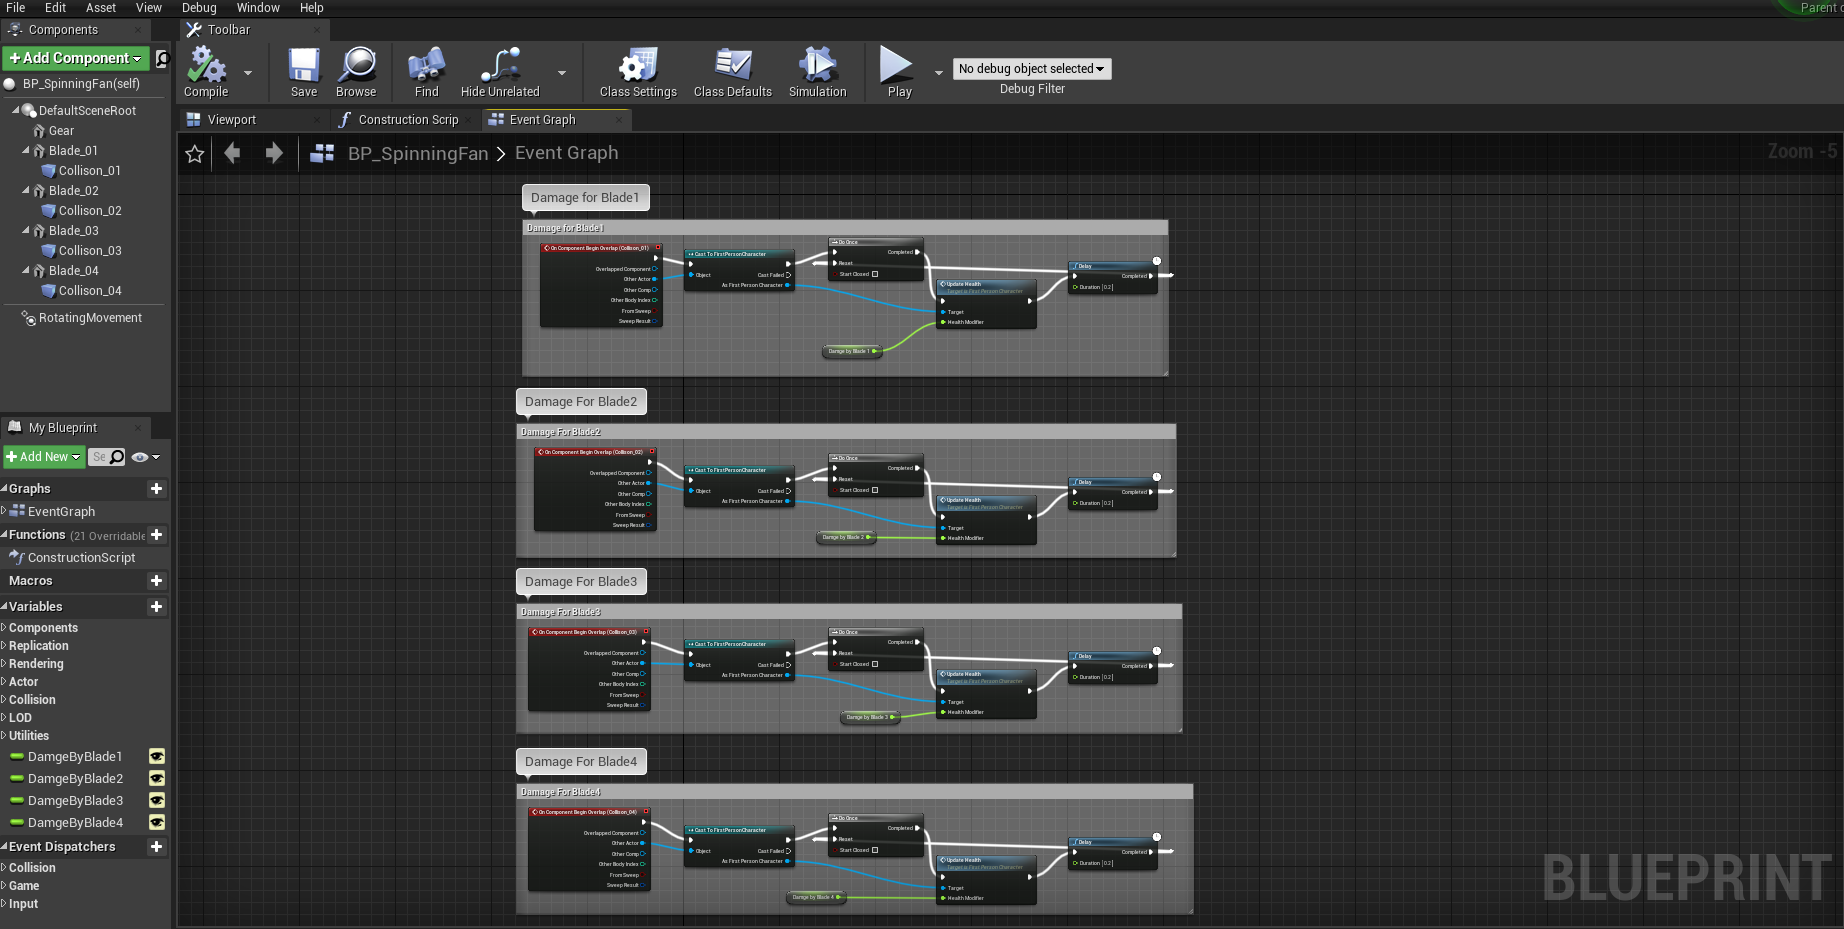 File Edit Asset View Debug Window Help
Parent c
Components
Toolbar
Add Component
Compile
Save
Browse
Find
Hide Unrelated
Class Settings
Class Defaults
Simulation
Play
No debug object selected
Debug Filter
BP_SpinningFan(self)
DefaultSceneRoot
Gear
Blade_01
Collison_01
Blade_02
Collison_02
Blade_03
Collison_03
Blade_04
Collison_04
RotatingMovement
Viewport
Construction Scrip
Event Graph
BP_SpinningFan > Event Graph
Zoom -5
My Blueprint
Add New
Se
Graphs
EventGraph
Functions (21 Overridable
ConstructionScript
Macros
Variables
Components
Replication
Rendering
Actor
Collision
LOD
Utilities
DamgeByBlade1
DamgeByBlade2
DamgeByBlade3
DamgeByBlade4
Event Dispatchers
Collision
Game
Input
Damage for Blade1
Damage for Blade1
On Component Begin Overlap (Collison_01)
Overlapped Component
Other Actor
Other Comp
Other Body Index
From Sweep
Sweep Result
Cast To FirstPersonCharacter
Object
Cast Failed
As First Person Character
Do Once
Completed
Reset
Start Closed
Update Health
Target is First Person Character
Target
Health Modifier
Damge by Blade 1
Delay
Completed
Duration [0.2]
Damage For Blade2
Damage For Blade2
On Component Begin Overlap (Collison_02)
Overlapped Component
Other Actor
Other Comp
Other Body Index
From Sweep
Sweep Result
Cast To FirstPersonCharacter
Object
Cast Failed
As First Person Character
Do Once
Completed
Reset
Start Closed
Update Health
Target is First Person Character
Target
Health Modifier
Damge by Blade 2
Delay
Completed
Duration [0.2]
Damage For Blade3
Damage For Blade3
On Component Begin Overlap (Collison_03)
Overlapped Component
Other Actor
Other Comp
Other Body Index
From Sweep
Sweep Result
Cast To FirstPersonCharacter
Object
Cast Failed
As First Person Character
Do Once
Completed
Reset
Start Closed
Update Health
Target is First Person Character
Target
Health Modifier
Damge by Blade 3
Delay
Completed
Duration [0.2]
Damage For Blade4
Damage For Blade4
On Component Begin Overlap (Collison_04)
Overlapped Component
Other Actor
Other Comp
Other Body Index
From Sweep
Sweep Result
Cast To FirstPersonCharacter
Object
Cast Failed
As First Person Character
Do Once
Completed
Reset
Start Closed
Update Health
Target is First Person Character
Target
Health Modifier
Damge by Blade 4
Delay
Completed
Duration [0.2]
BLUEPRINT